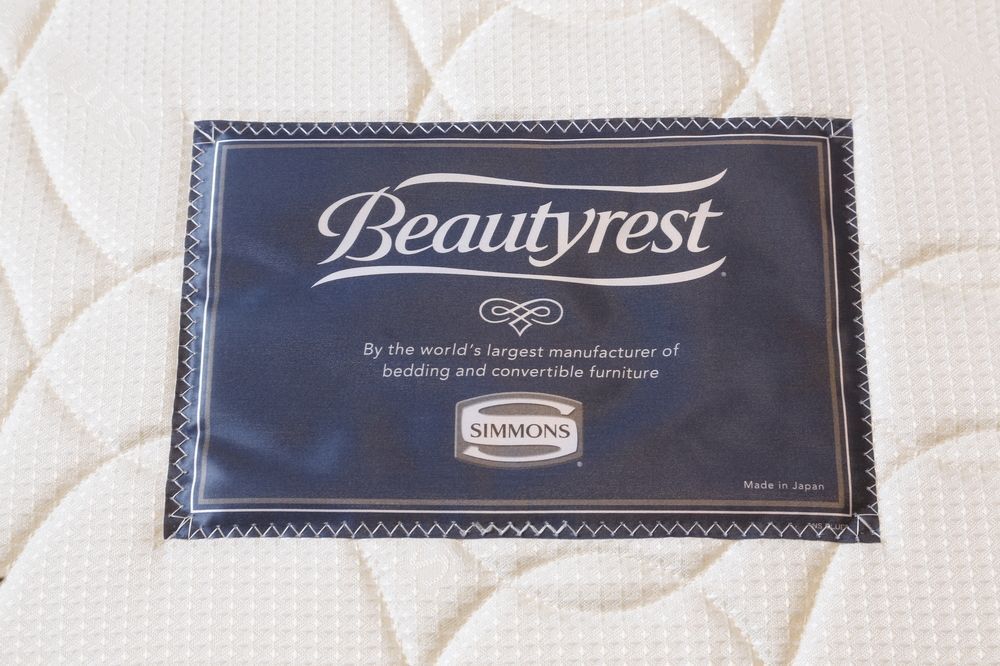 Beautyrest
By the world's largest manufacturer of
bedding and convertible furniture
SIMMONS
Made in Japan